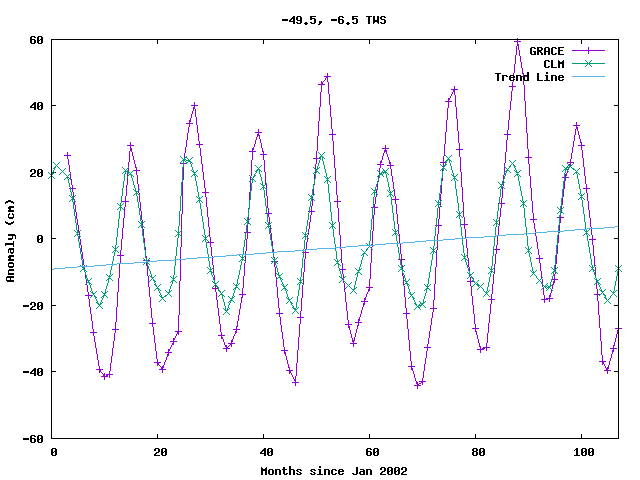 -49.5, -6.5 TWS
60
40
20
0
-20
-40
-60
Anomaly (cm)
GRACE
CLM
Trend Line
0 20 40 60 80 100
Months since Jan 2002